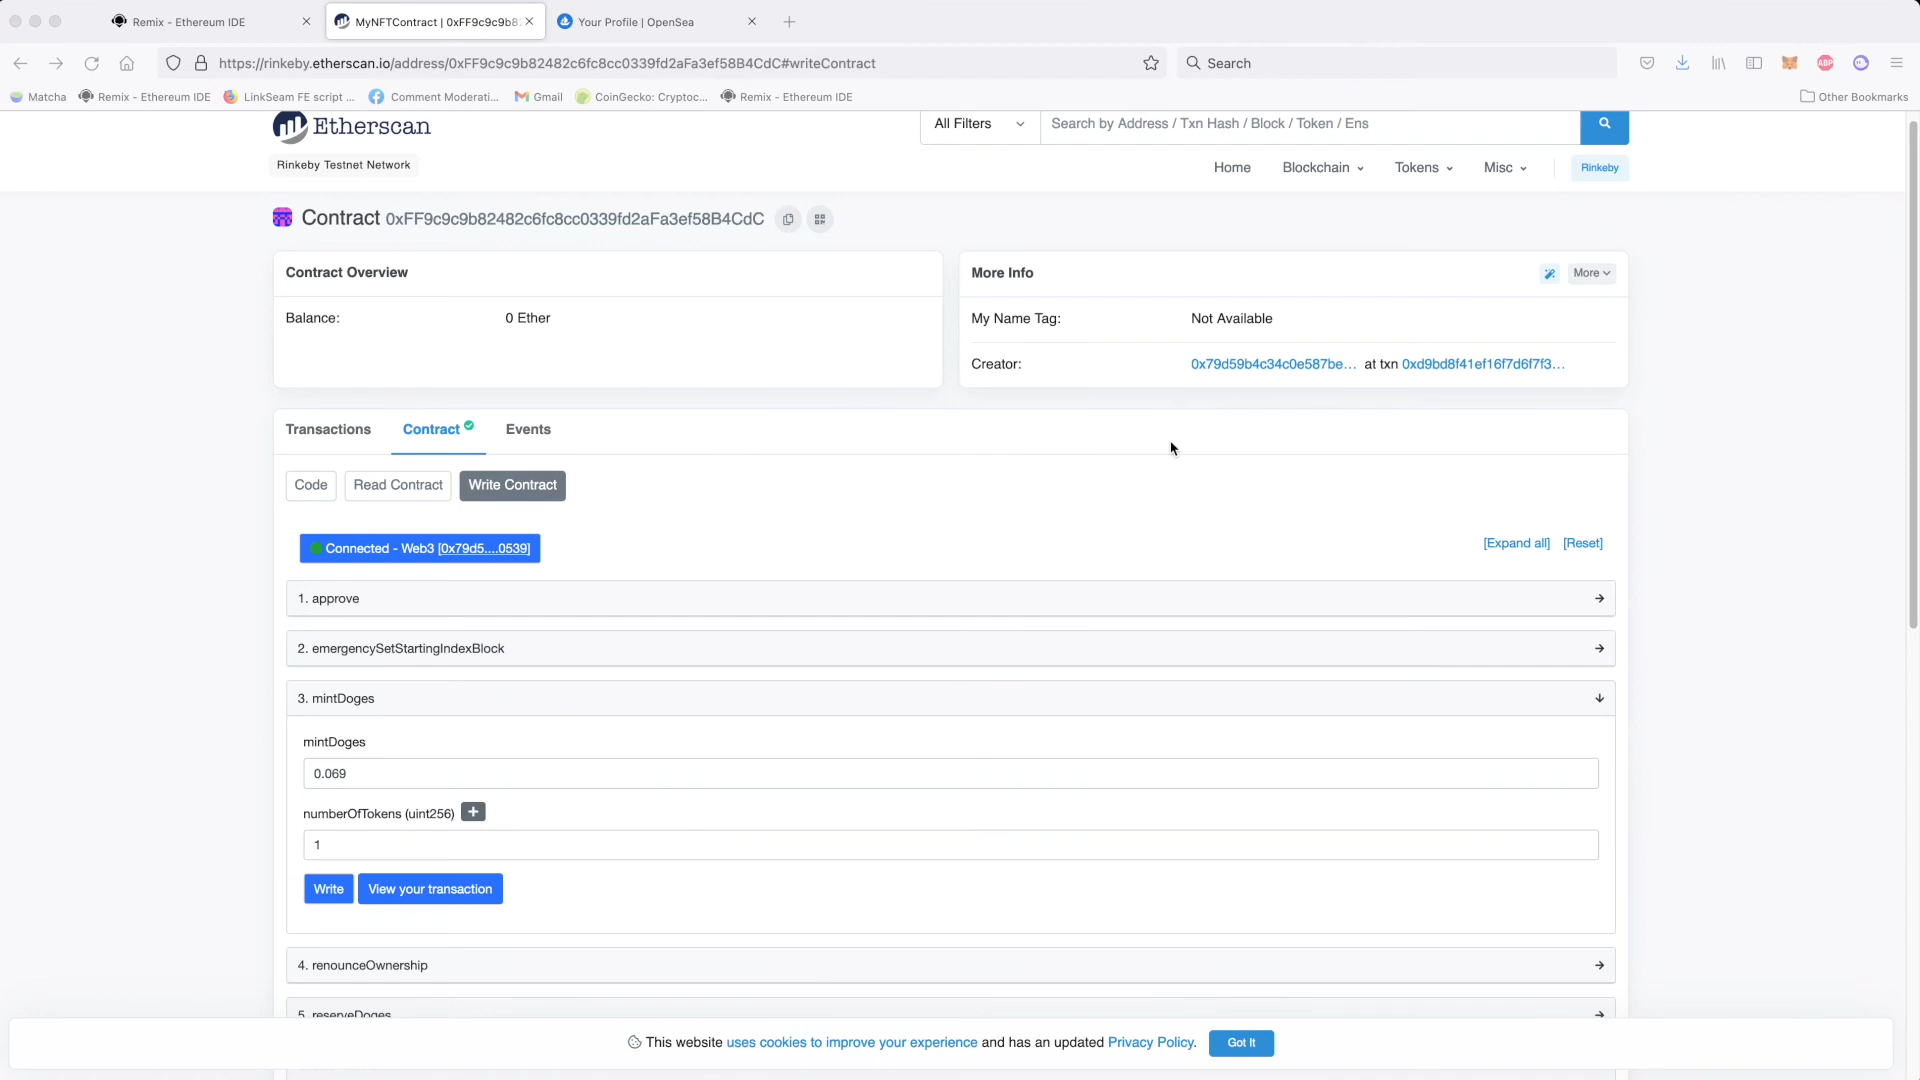 Remix - Ethereum IDE
MyNFTContract | 0xFF9c9c9b8
Your Profile | OpenSea
https://rinkeby.etherscan.io/address/0xFF9c9c9b82482c6fc8cc0339fd2aFa3ef58B4CdC#writeContract
Search
ABP
Matcha
Remix - Ethereum IDE
LinkSeam FE script ...
Comment Moderati...
Gmail
CoinGecko: Cryptoc...
Remix - Ethereum IDE
Other Bookmarks
Etherscan
All Filters
Search by Address / Txn Hash / Block / Token / Ens
Rinkeby Testnet Network
Home
Blockchain
Tokens
Misc
Rinkeby
Contract 0xFF9c9c9b82482c6fc8cc0339fd2aFa3ef58B4CdC
Contract Overview
Balance:
0 Ether
More Info
More
My Name Tag:
Not Available
Creator:
0x79d59b4c34c0e587be... at txn 0xd9bd8f41ef16f7d6f7f3...
Transactions
Contract
Events
Code
Read Contract
Write Contract
Connected - Web3 [0x79d5....0539]
[Expand all]
[Reset]
1. approve
2. emergencySetStartingIndexBlock
3. mintDoges
mintDoges
0.069
numberOfTokens (uint256)
1
Write
View your transaction
4. renounceOwnership
5. reserveDoges
This website uses cookies to improve your experience and has an updated Privacy Policy.
Got It